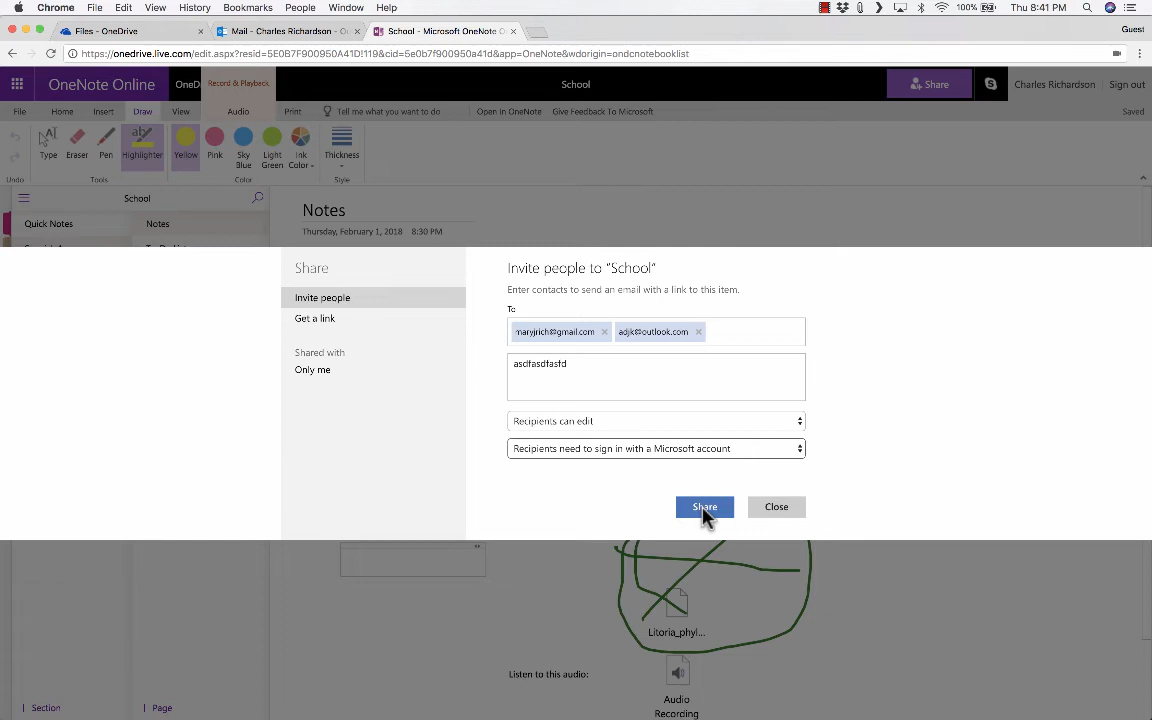 Chrome File Edit View History Bookmarks People Window Help 100% Thu 8:41 PM
Files - OneDrive Mail - Charles Richardson - Ou School - Microsoft OneNote O Guest
https://onedrive.live.com/edit.aspx?resid=5E0B7F900950A41D!119&cid=5e0b7f900950a41d&app=OneNote&wdorigin=ondcnotebooklist
OneNote Online OneD Record & Playback School Share Charles Richardson Sign out
File Home Insert Draw View Audio Print Tell me what you want to do Open in OneNote Give Feedback To Microsoft Saved
Type Eraser Pen Highlighter Yellow Pink Sky Blue Light Green Ink Color Thickness
Undo Tools Color Style
School
Quick Notes Notes
Notes
Thursday, February 1, 2018 8:30 PM
Share
Invite people
Get a link
Shared with
Only me
Invite people to “School”
Enter contacts to send an email with a link to this item.
To
maryjrich@gmail.com adjk@outlook.com
asdfasdfasfd
Recipients can edit
Recipients need to sign in with a Microsoft account
Share Close
Litoria_phyl...
Listen to this audio:
Audio
Recording
Section Page